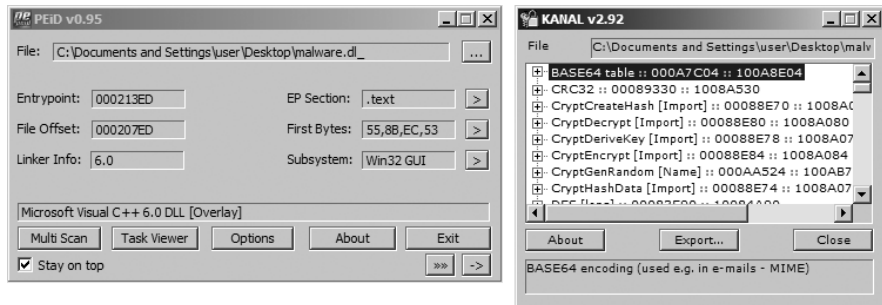 PEiD v0.95
File: C:\Documents and Settings\user\Desktop\malware.dl_ ...
Entrypoint: 000213ED EP Section: .text >
File Offset: 000207ED First Bytes: 55,8B,EC,53 >
Linker Info: 6.0 Subsystem: Win32 GUI >
Microsoft Visual C++ 6.0 DLL [Overlay]
Multi Scan Task Viewer Options About Exit
Stay on top »» ->
KANAL v2.92
File C:\Documents and Settings\user\Desktop\malw
BASE64 table :: 000A7C04 :: 100A8E04
CRC32 :: 00089330 :: 1008A530
CryptCreateHash [Import] :: 00088E70 :: 1008A0
CryptDecrypt [Import] :: 00088E80 :: 1008A080
CryptDeriveKey [Import] :: 00088E78 :: 1008A07
CryptEncrypt [Import] :: 00088E84 :: 1008A084
CryptGenRandom [Name] :: 000AA524 :: 100AB7
CryptHashData [Import] :: 00088E74 :: 1008A07
About Export... Close
BASE64 encoding (used e.g. in e-mails - MIME)